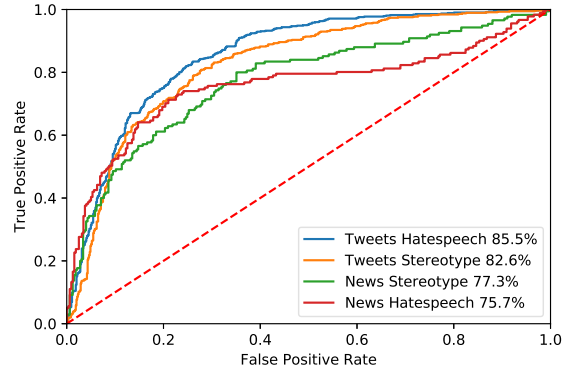 1.0
0.8
0.6
0.4
0.2
0.0
True Positive Rate
Tweets Hatespeech 85.5%
Tweets Stereotype 82.6%
News Stereotype 77.3%
News Hatespeech 75.7%
0.0 0.2 0.4 0.6 0.8 1.0
False Positive Rate